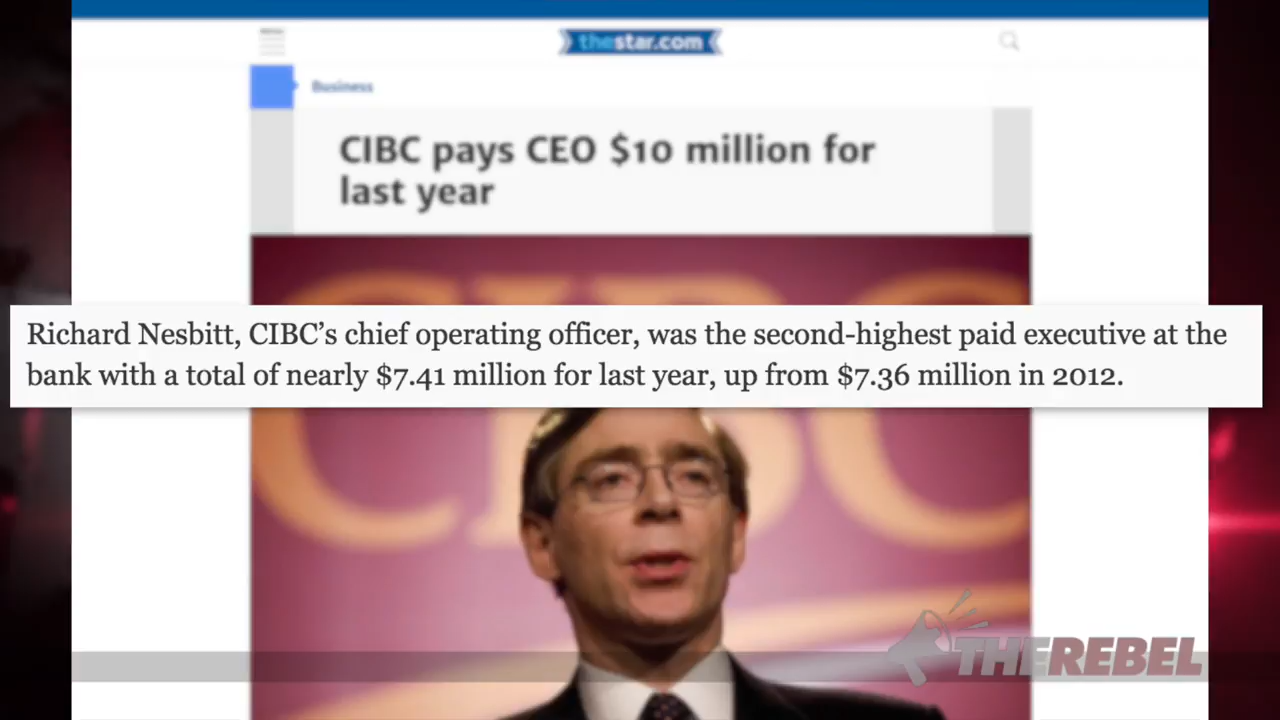 thestar.com
Business
CIBC pays CEO $10 million for
last year
Richard Nesbitt, CIBC’s chief operating officer, was the second-highest paid executive at the
bank with a total of nearly $7.41 million for last year, up from $7.36 million in 2012.
CIBC
THEREBEL